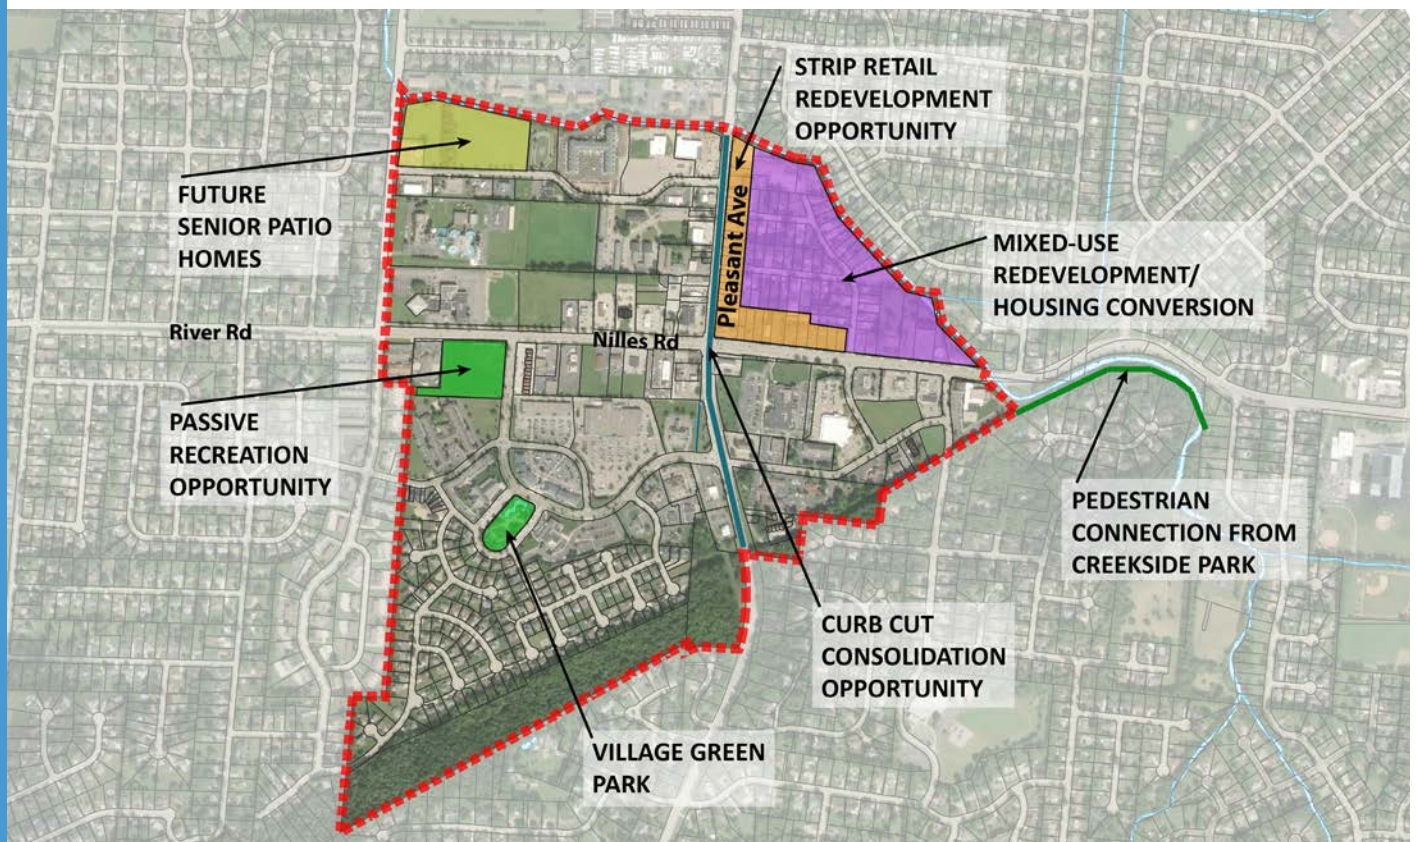 STRIP RETAIL
REDEVELOPMENT
OPPORTUNITY
FUTURE
SENIOR PATIO
HOMES
Pleasant Ave
MIXED-USE
REDEVELOPMENT/
HOUSING CONVERSION
River Rd
Nilles Rd
PASSIVE
RECREATION
OPPORTUNITY
PEDESTRIAN
CONNECTION FROM
CREEKSIDE PARK
CURB CUT
CONSOLIDATION
OPPORTUNITY
VILLAGE GREEN
PARK